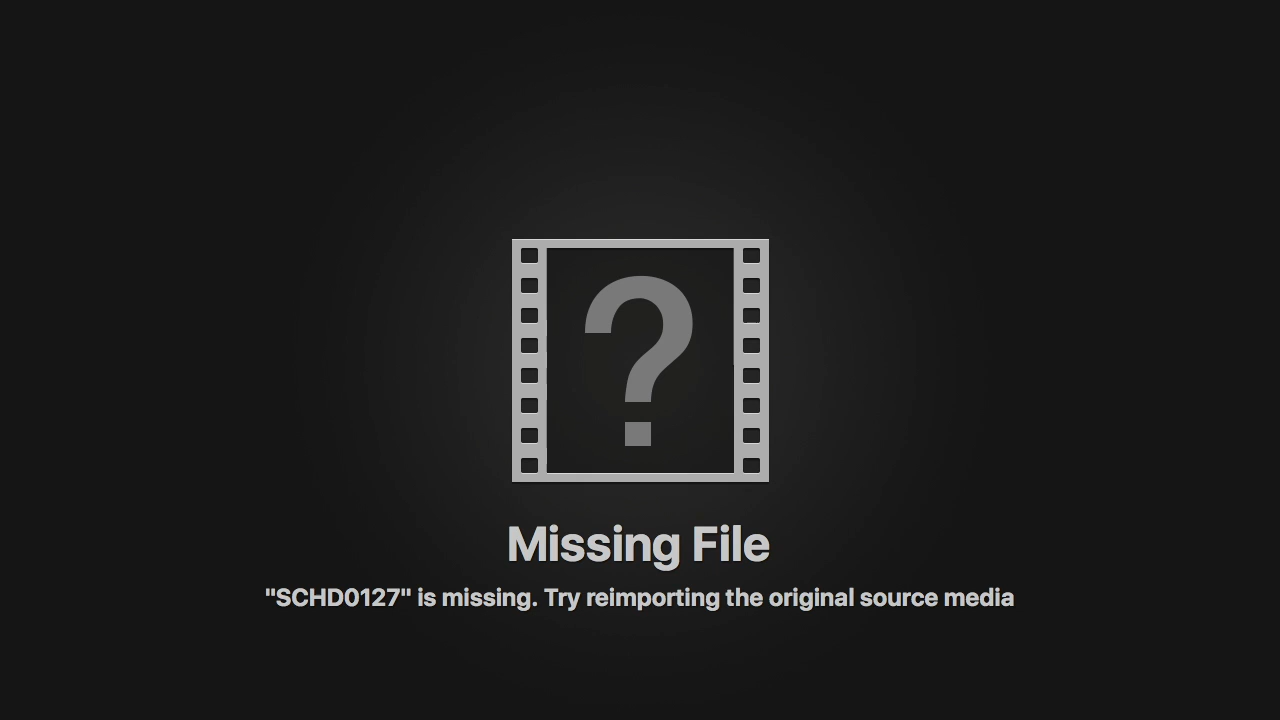 ?
Missing File
"SCHD0127" is missing. Try reimporting the original source media